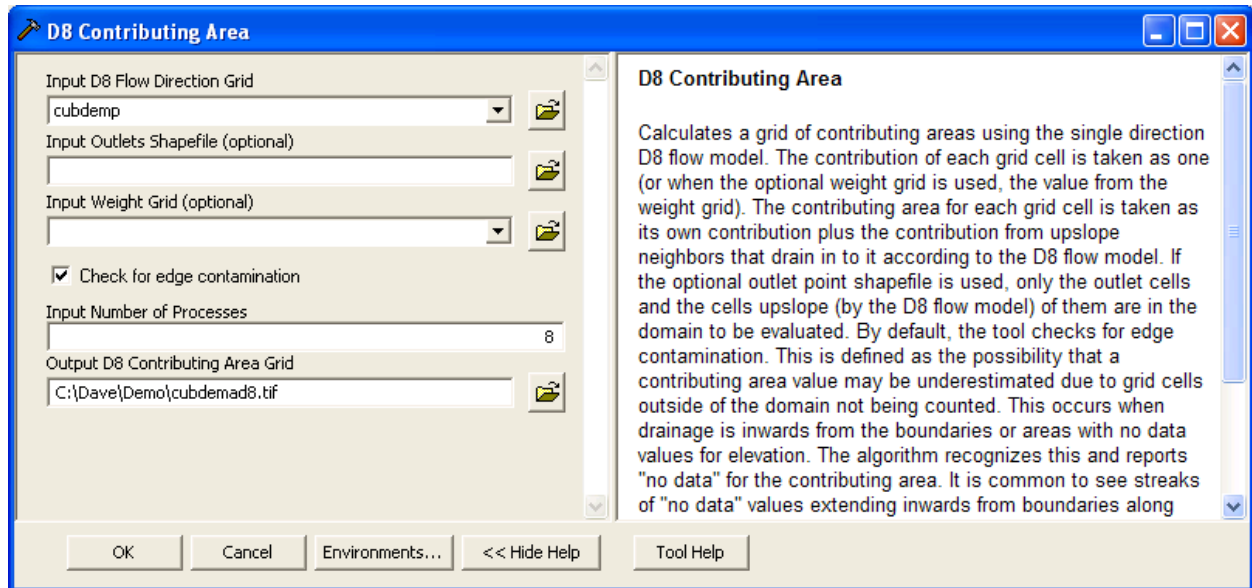 D8 Contributing Area
Input D8 Flow Direction Grid
cubdemp
Input Outlets Shapefile (optional)
Input Weight Grid (optional)
Check for edge contamination
Input Number of Processes
8
Output D8 Contributing Area Grid
C:\Dave\Demo\cubdemad8.tif
D8 Contributing Area
Calculates a grid of contributing areas using the single direction
D8 flow model. The contribution of each grid cell is taken as one
(or when the optional weight grid is used, the value from the
weight grid). The contributing area for each grid cell is taken as
its own contribution plus the contribution from upslope
neighbors that drain in to it according to the D8 flow model. If
the optional outlet point shapefile is used, only the outlet cells
and the cells upslope (by the D8 flow model) of them are in the
domain to be evaluated. By default, the tool checks for edge
contamination. This is defined as the possibility that a
contributing area value may be underestimated due to grid cells
outside of the domain not being counted. This occurs when
drainage is inwards from the boundaries or areas with no data
values for elevation. The algorithm recognizes this and reports
"no data" for the contributing area. It is common to see streaks
of "no data" values extending inwards from boundaries along
OK
Cancel
Environments...
<< Hide Help
Tool Help